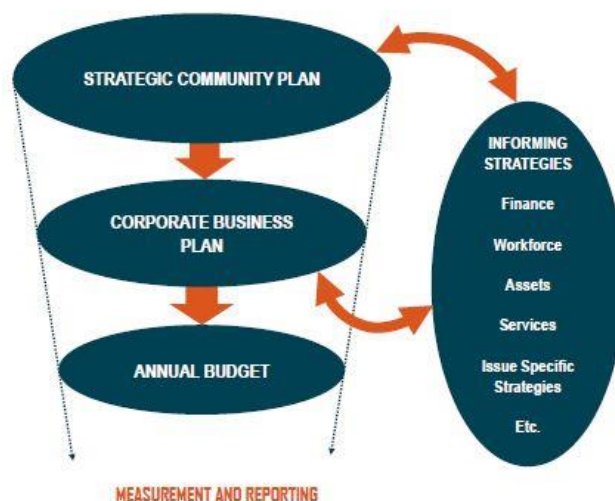 STRATEGIC COMMUNITY PLAN
CORPORATE BUSINESS
PLAN
ANNUAL BUDGET
INFORMING
STRATEGIES
Finance
Workforce
Assets
Services
Issue Specific
Strategies
Etc.
MEASUREMENT AND REPORTING